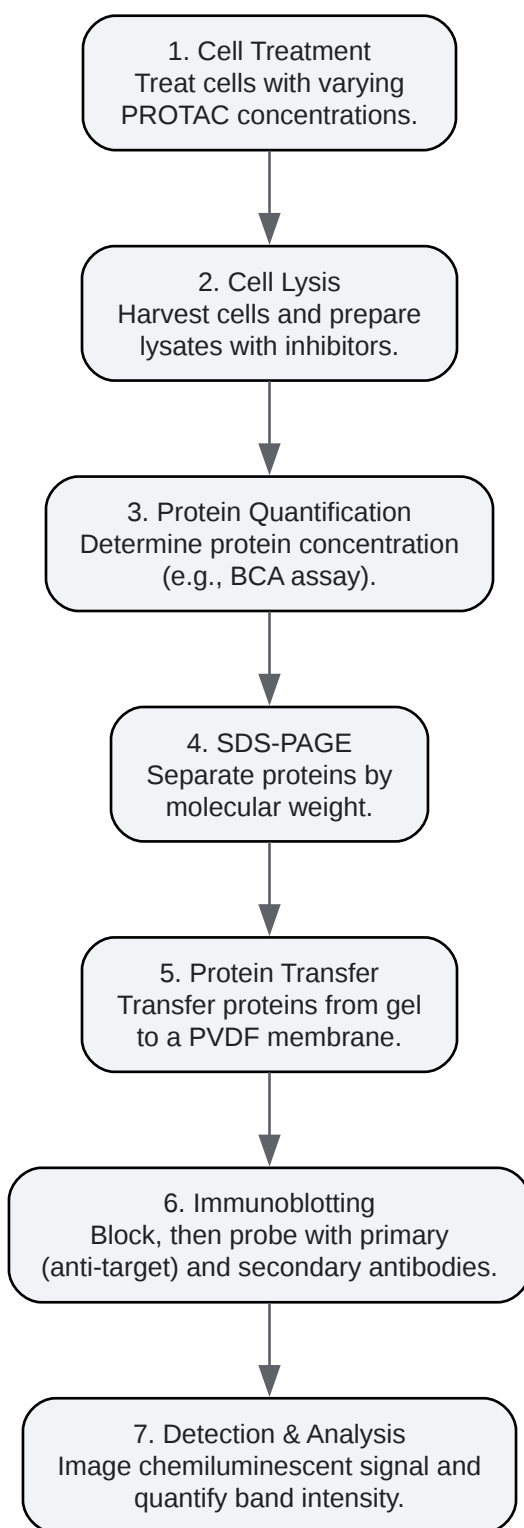 1. Cell Treatment
Treat cells with varying
PROTAC concentrations.
2. Cell Lysis
Harvest cells and prepare
lysates with inhibitors.
3. Protein Quantification
Determine protein concentration
(e.g., BCA assay).
4. SDS-PAGE
Separate proteins by
molecular weight.
5. Protein Transfer
Transfer proteins from gel
to a PVDF membrane.
6. Immunoblotting
Block, then probe with primary
(anti-target) and secondary antibodies.
7. Detection & Analysis
Image chemiluminescent signal and
quantify band intensity.